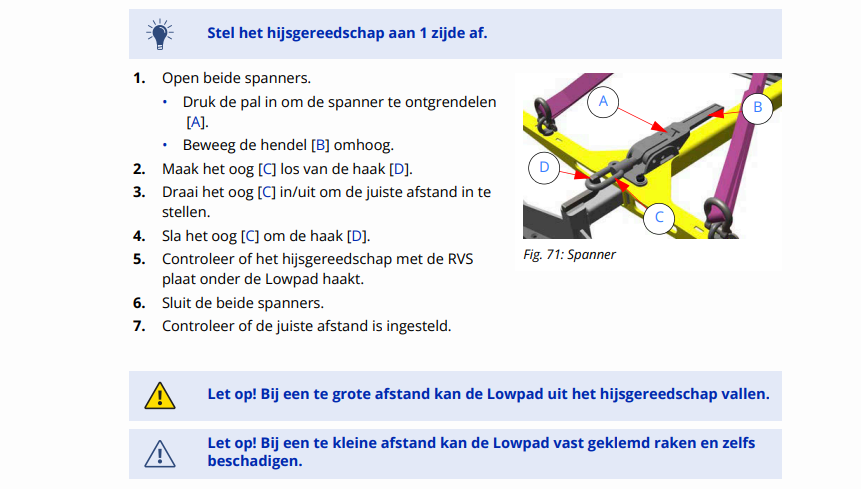 Stel het hijsgereedschap aan 1 zijde af.
1. Open beide spanners.
• Druk de pal in om de spanner te ontgrendelen
[A].
• Beweeg de hendel [B] omhoog.
2. Maak het oog [C] los van de haak [D].
3. Draai het oog [C] in/uit om de juiste afstand in te
stellen.
4. Sla het oog [C] om de haak [D].
5. Controleer of het hijsgereedschap met de RVS
plaat onder de Lowpad haakt.
6. Sluit de beide spanners.
7. Controleer of de juiste afstand is ingesteld.
A
B
D
C
Fig. 71: Spanner
Let op! Bij een te grote afstand kan de Lowpad uit het hijsgereedschap vallen.
Let op! Bij een te kleine afstand kan de Lowpad vast geklemd raken en zelfs
beschadigen.